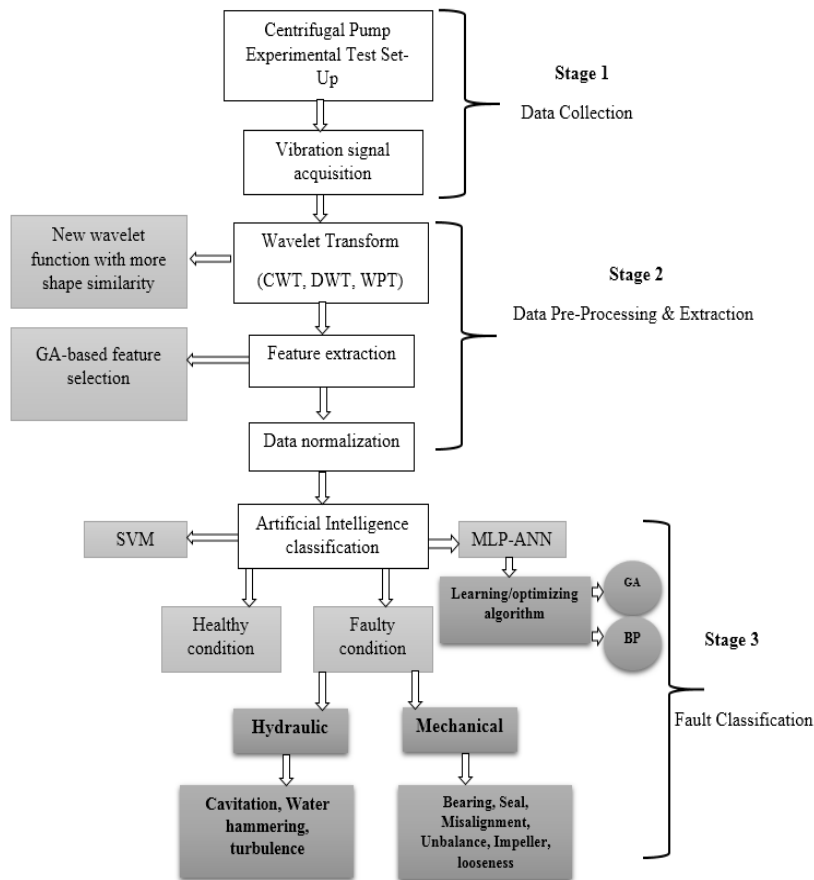 Centrifugal Pump
Experimental Test Set-
Up
Stage 1
Data Collection
Vibration signal
acquisition
New wavelet
function with more
shape similarity
Wavelet Transform
(CWT, DWT, WPT)
Stage 2
Data Pre-Processing & Extraction
GA-based feature
selection
Feature extraction
Data normalization
SVM
Artificial Intelligence
classification
MLP-ANN
Learning/optimizing
algorithm
GA
BP
Healthy
condition
Faulty
condition
Stage 3
Fault Classification
Hydraulic
Mechanical
Cavitation, Water
hammering,
turbulence
Bearing, Seal,
Misalignment,
Unbalance, Impeller,
looseness